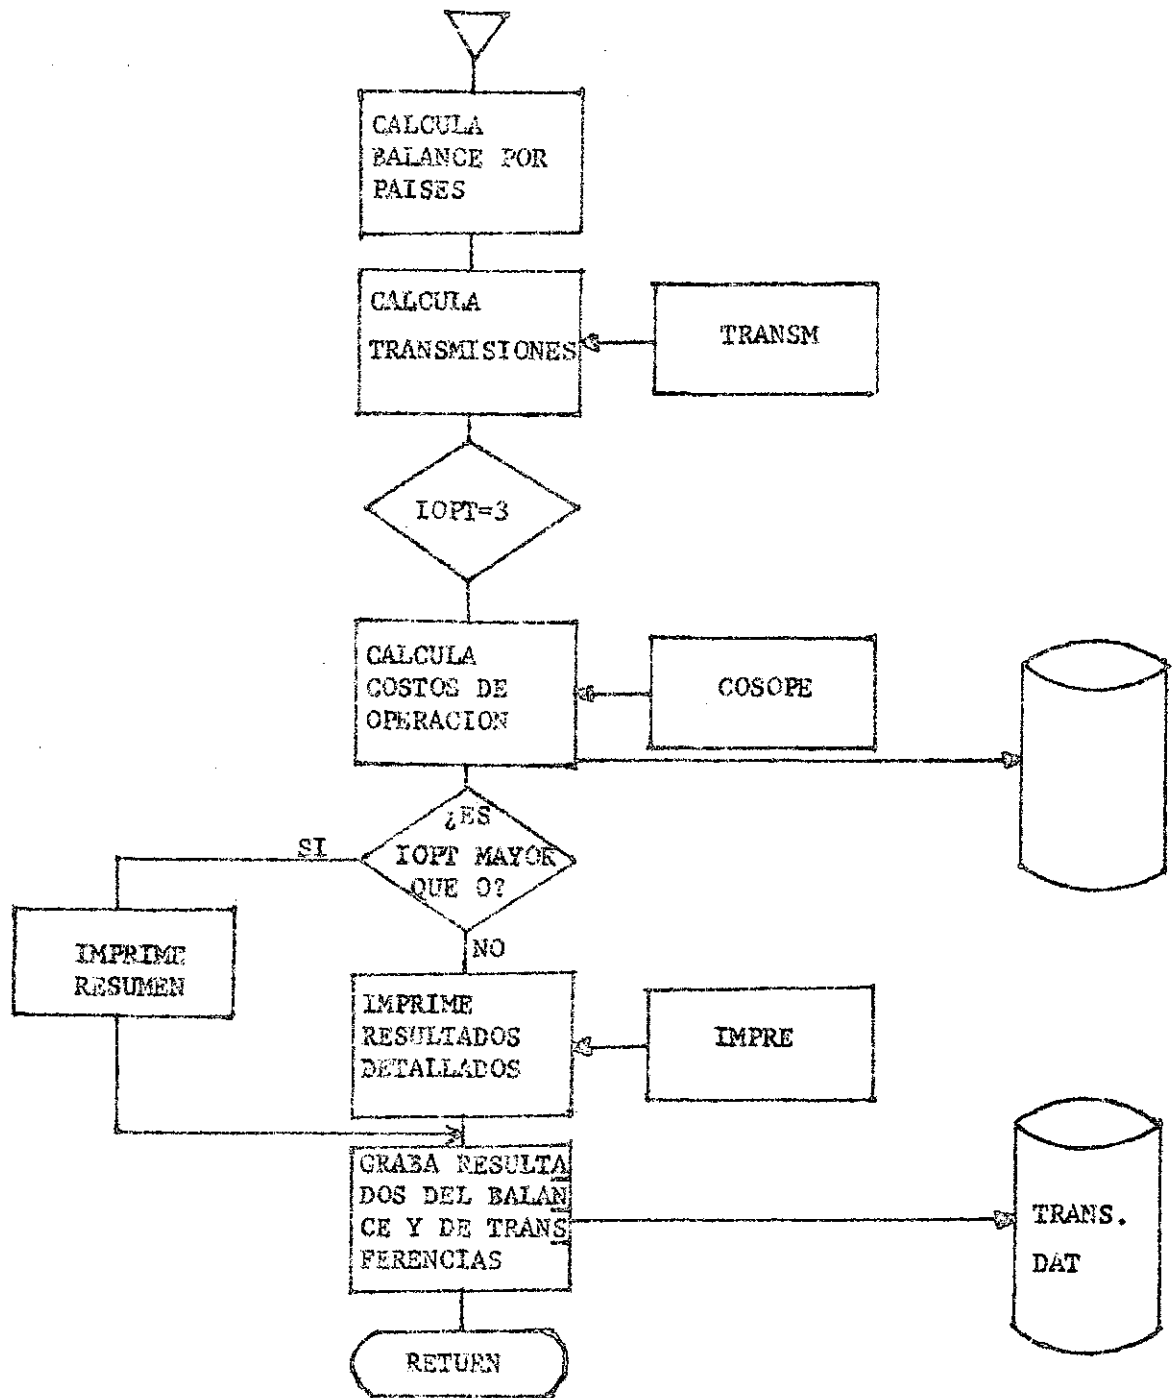 CALCULA
BALANCE POR
PAISES
CALCULA
TRANSMISIONES
TRANSM
IOPT=3
CALCULA
COSTOS DE
OPERACION
COSOPE
¿ES
IOPT MAYOR
QUE 0?
SI
NO
IMPRIME
RESUMEN
IMPRIME
RESULTADOS
DETALLADOS
IMPRE
GRABA RESULTA
DOS DEL BALAN
CE Y DE TRANS
FERENCIAS
TRANS.
DAT
RETURN